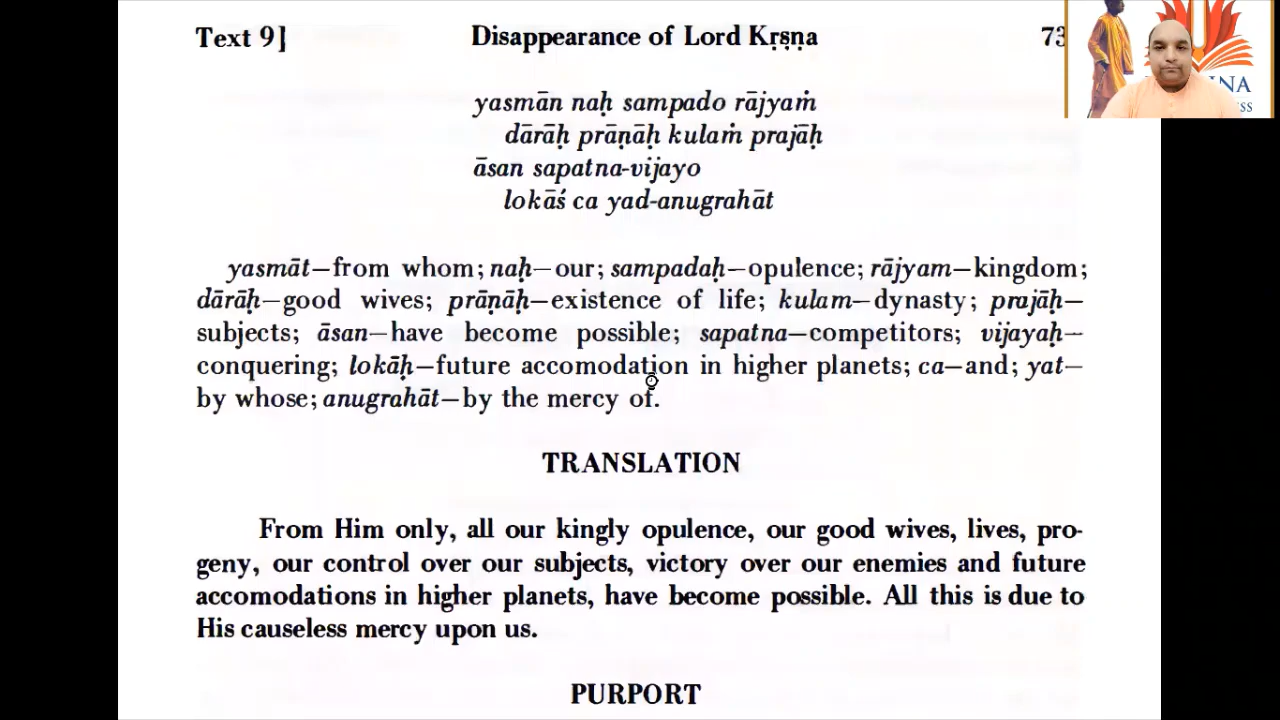 Text 9]
Disappearance of Lord Kṛṣṇa
73
yasmān naḥ sampado rājyaṁ
dārāḥ prāṇāḥ kulaṁ prajāḥ
āsan sapatna-vijayo
lokāś ca yad-anugrahāt
yasmāt—from whom; naḥ—our; sampadaḥ—opulence; rājyam—kingdom;
dārāḥ—good wives; prāṇāḥ—existence of life; kulam—dynasty; prajāḥ—
subjects; āsan—have become possible; sapatna—competitors; vijayaḥ—
conquering; lokāḥ—future accomodation in higher planets; ca—and; yat—
by whose; anugrahāt—by the mercy of.
TRANSLATION
From Him only, all our kingly opulence, our good wives, lives, pro-
geny, our control over our subjects, victory over our enemies and future
accomodations in higher planets, have become possible. All this is due to
His causeless mercy upon us.
PURPORT